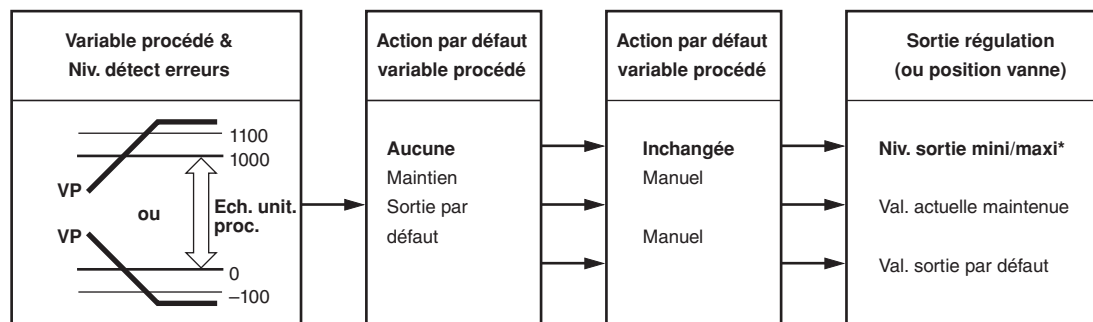 Variable procédé &
Niv. détect erreurs
1100
1000
VP
ou
Ech. unit.
proc.
VP
0
–100
Action par défaut
variable procédé
Aucune
Maintien
Sortie par
défaut
Action par défaut
variable procédé
Inchangée
Manuel
Manuel
Sortie régulation
(ou position vanne)
Niv. sortie mini/maxi*
Val. actuelle maintenue
Val. sortie par défaut